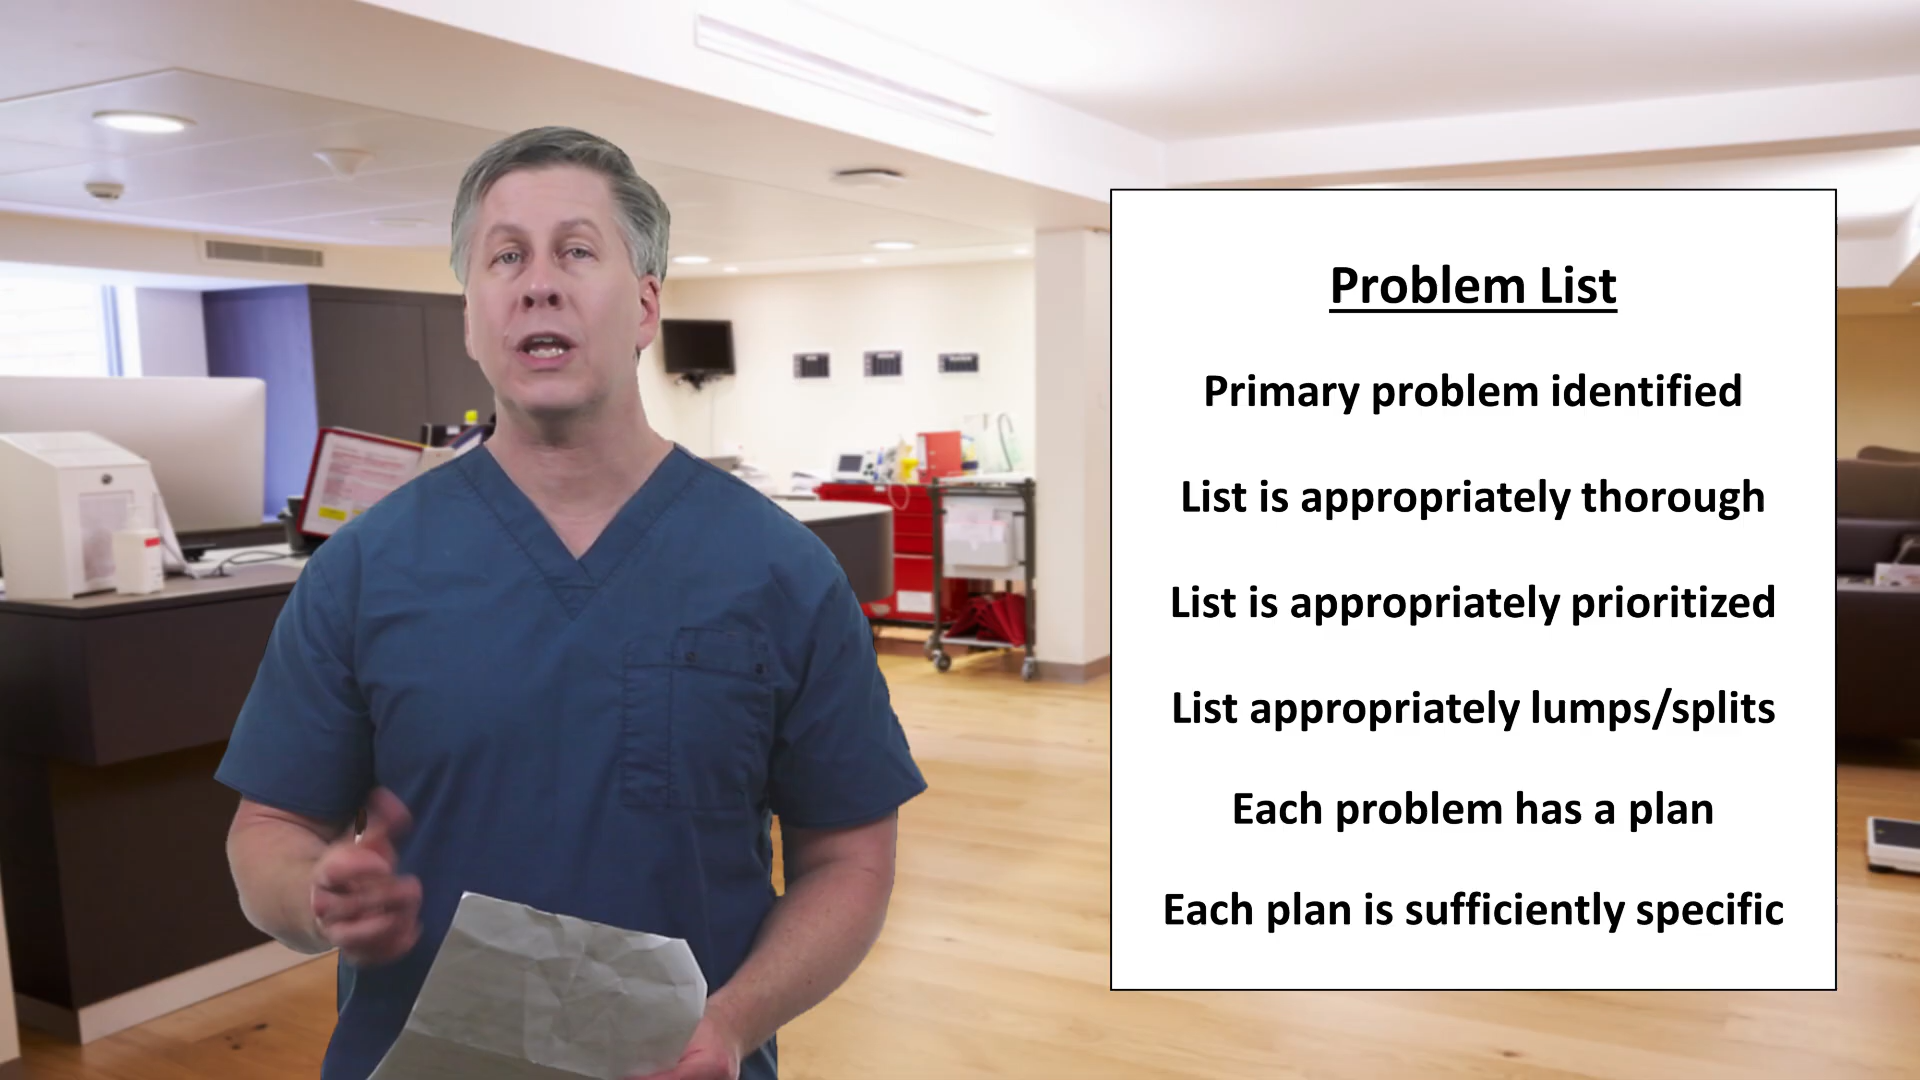 Problem List
Primary problem identified
List is appropriately thorough
List is appropriately prioritized
List appropriately lumps/splits
Each problem has a plan
Each plan is sufficiently specific